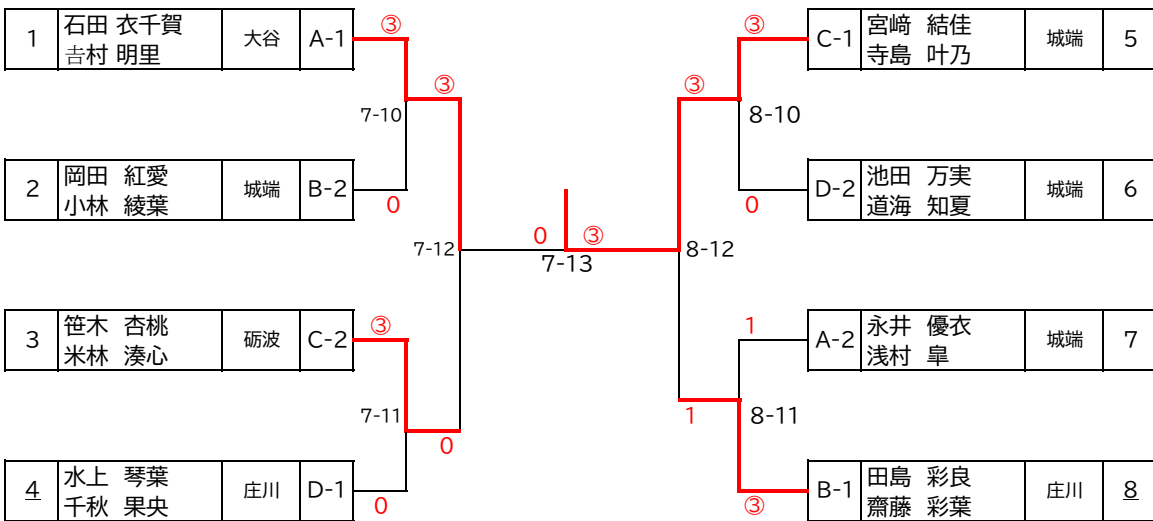 1 石田 衣千賀 吉村 明里 大谷 A-1
③
③
7-10
2 岡田 紅愛 小林 綾葉 城端 B-2
0
7-12
3 笹木 杏桃 米林 湊心 砺波 C-2
③
7-11
0
4 水上 琴葉 千秋 果央 庄川 D-1
0
0 ③
7-13
③
C-1 宮﨑 結佳 寺島 叶乃 城端 5
③
8-10
D-2 池田 万実 道海 知夏 城端 6
0
8-12
A-2 永井 優衣 浅村 皐 城端 7
1
1
8-11
B-1 田島 彩良 齋藤 彩葉 庄川 8
③